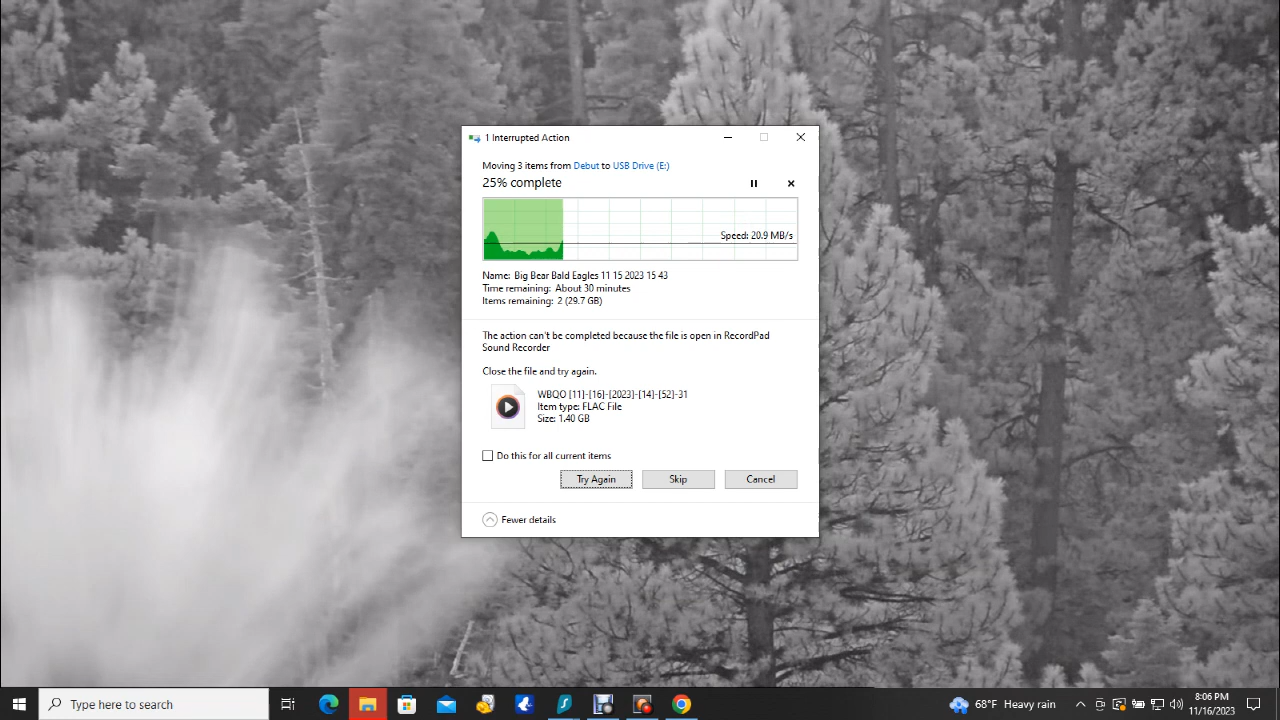 1 Interrupted Action
Moving 3 items from Debut to USB Drive (E:)
25% complete
Speed: 20.9 MB/s
Name: Big Bear Bald Eagles 11 15 2023 15 43
Time remaining: About 30 minutes
Items remaining: 2 (29.7 GB)
The action can't be completed because the file is open in RecordPad
Sound Recorder
Close the file and try again.
WBQO [11]-[16]-[2023]-[14]-[52]-31
Item type: FLAC File
Size: 1.40 GB
Do this for all current items
Try Again
Skip
Cancel
Fewer details
Type here to search
68°F Heavy rain
8:06 PM
11/16/2023